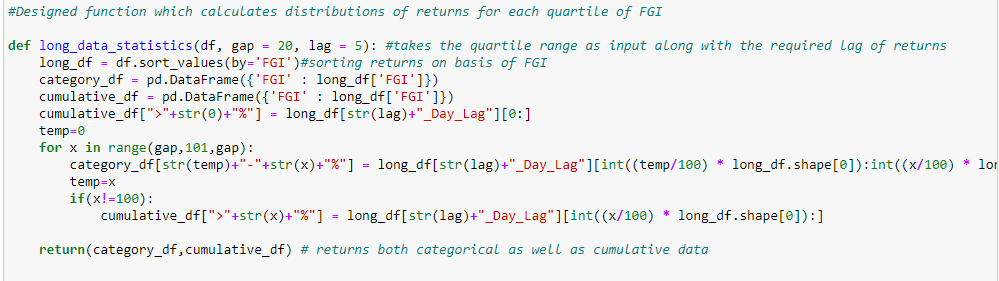 #Designed function which calculates distributions of returns for each quartile of FGI
def long_data_statistics(df, gap = 20, lag = 5): #takes the quartile range as input along with the required lag of returns
    long_df = df.sort_values(by='FGI')#sorting returns on basis of FGI
    category_df = pd.DataFrame({'FGI' : long_df['FGI']})
    cumulative_df = pd.DataFrame({'FGI' : long_df['FGI']})
    cumulative_df[">"+str(0)+"%"] = long_df[str(lag)+"_Day_Lag"][0:]
    temp=0
    for x in range(gap,101,gap):
        category_df[str(temp)+"-"+str(x)+"%"] = long_df[str(lag)+"_Day_Lag"][int((temp/100) * long_df.shape[0]):int((x/100) *
        temp=x
        if(x!=100):
            cumulative_df[">"+str(x)+"%"] = long_df[str(lag)+"_Day_Lag"][int((x/100) * long_df.shape[0]):]
    return(category_df,cumulative_df) # returns both categorical as well as cumulative data